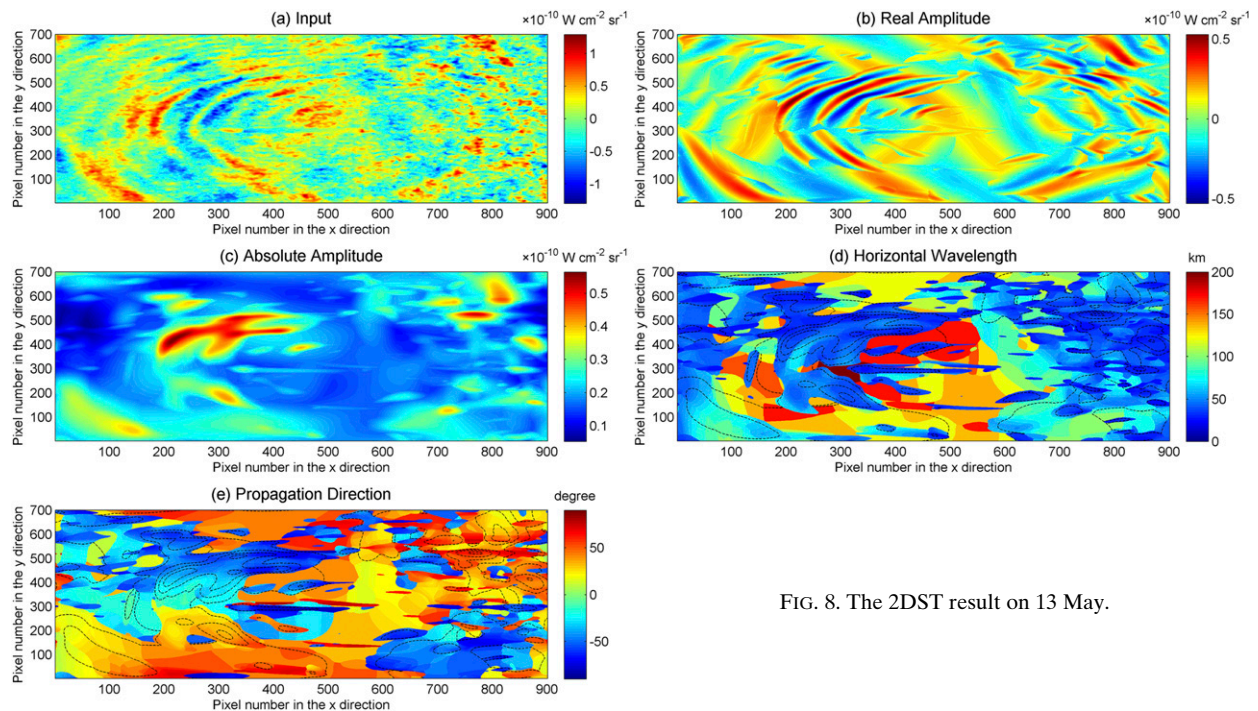 (a) Input
×10⁻¹⁰ W cm⁻² sr⁻¹
Pixel number in the y direction
700
600
500
400
300
200
100
100 200 300 400 500 600 700 800 900
Pixel number in the x direction
1
0.5
0
-0.5
-1
(b) Real Amplitude
×10⁻¹⁰ W cm⁻² sr⁻¹
Pixel number in the y direction
700
600
500
400
300
200
100
100 200 300 400 500 600 700 800 900
Pixel number in the x direction
0.5
0
-0.5
(c) Absolute Amplitude
×10⁻¹⁰ W cm⁻² sr⁻¹
Pixel number in the y direction
700
600
500
400
300
200
100
100 200 300 400 500 600 700 800 900
Pixel number in the x direction
0.5
0.4
0.3
0.2
0.1
(d) Horizontal Wavelength
km
Pixel number in the y direction
700
600
500
400
300
200
100
100 200 300 400 500 600 700 800 900
Pixel number in the x direction
200
150
100
50
0
(e) Propagation Direction
degree
Pixel number in the y direction
700
600
500
400
300
200
100
100 200 300 400 500 600 700 800 900
Pixel number in the x direction
50
0
-50
FIG. 8. The 2DST result on 13 May.